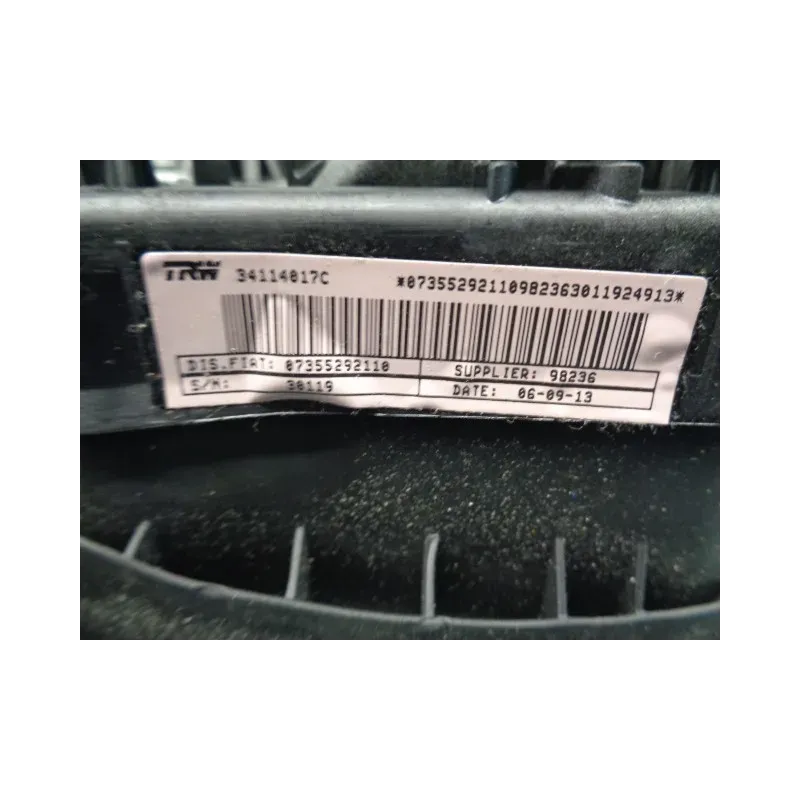 TRW 34114017C *07355292110982363011924913*
DIS.FIAT: 07355292110 SUPPLIER: 98236
S/N: 30119 DATE: 06-09-13